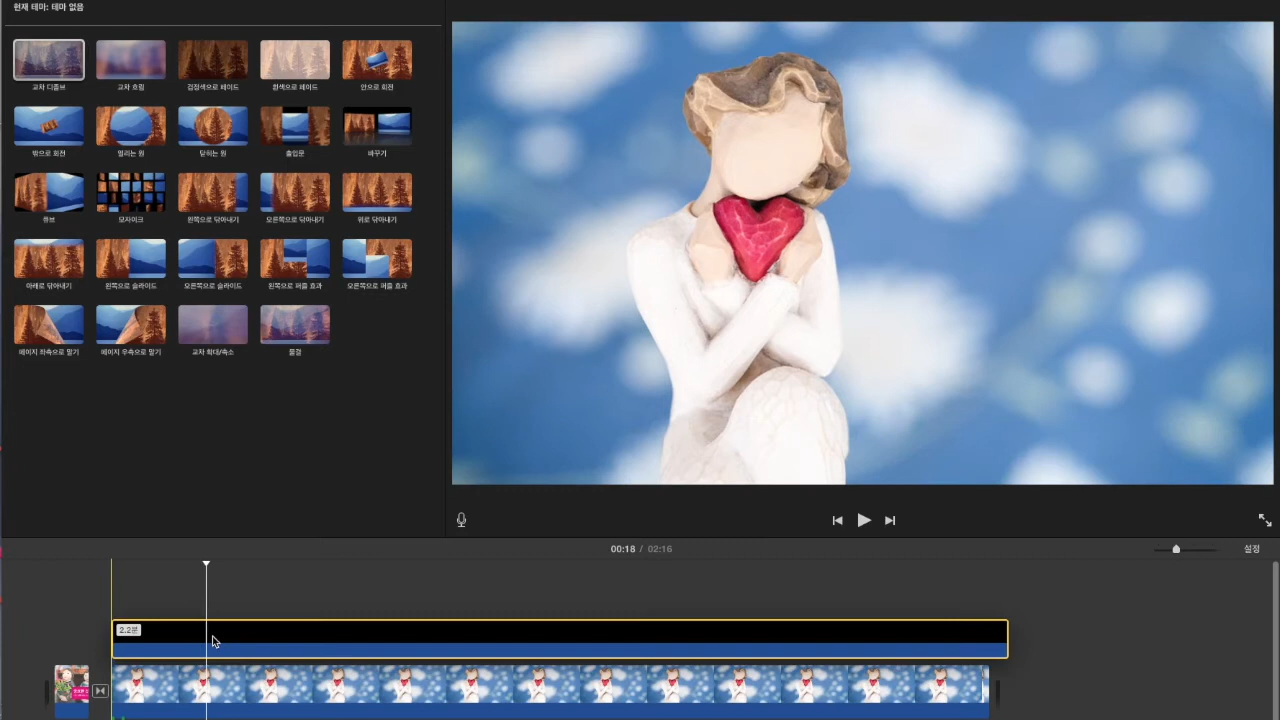 현재 테마: 테마 없음
교차 디졸브
교차 흐림
검정색으로 페이드
흰색으로 페이드
안으로 회전
밖으로 회전
열리는 원
닫히는 원
출입문
바꾸기
큐브
모자이크
왼쪽으로 닦아내기
오른쪽으로 닦아내기
위로 닦아내기
아래로 닦아내기
왼쪽으로 슬라이드
오른쪽으로 슬라이드
왼쪽으로 퍼즐 효과
오른쪽으로 퍼즐 효과
페이지 좌측으로 말기
페이지 우측으로 말기
교차 확대/축소
물결
00:18 / 02:16
설정
2.2분